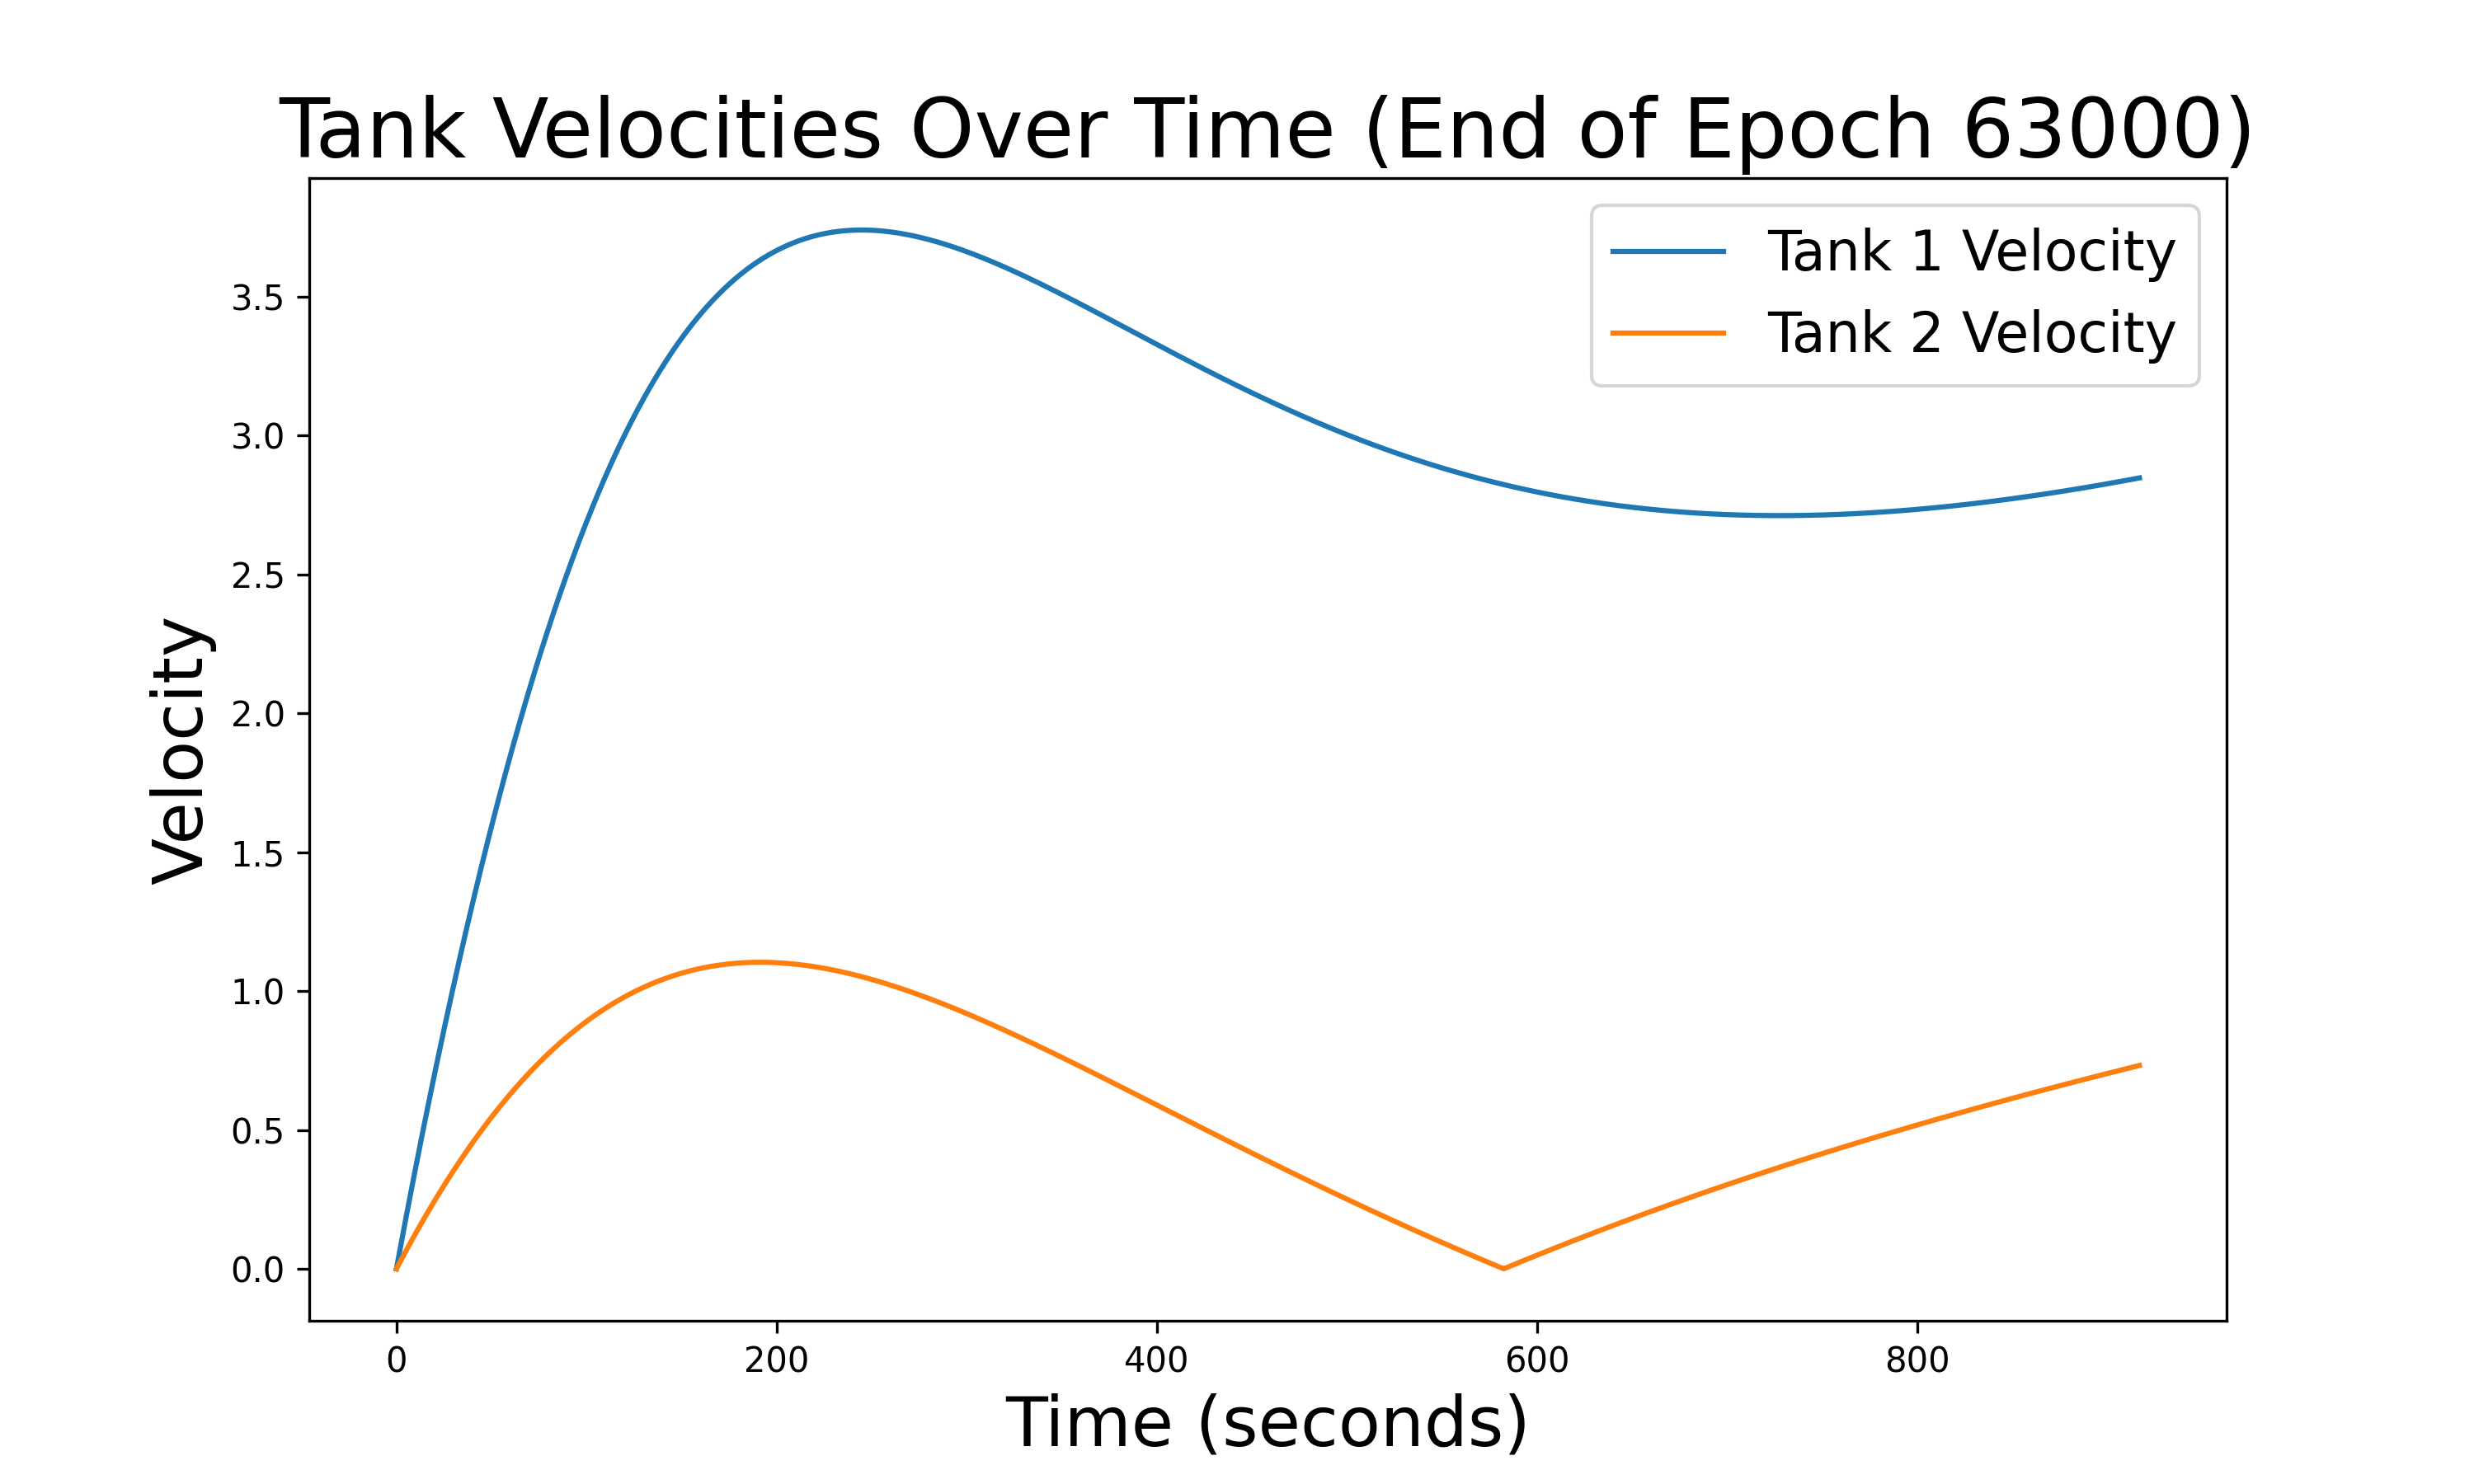 Tank Velocities Over Time (End of Epoch 63000)
Tank 1 Velocity
Tank 2 Velocity
Velocity
3.5
3.0
2.5
2.0
1.5
1.0
0.5
0.0
0 200 400 600 800
Time (seconds)